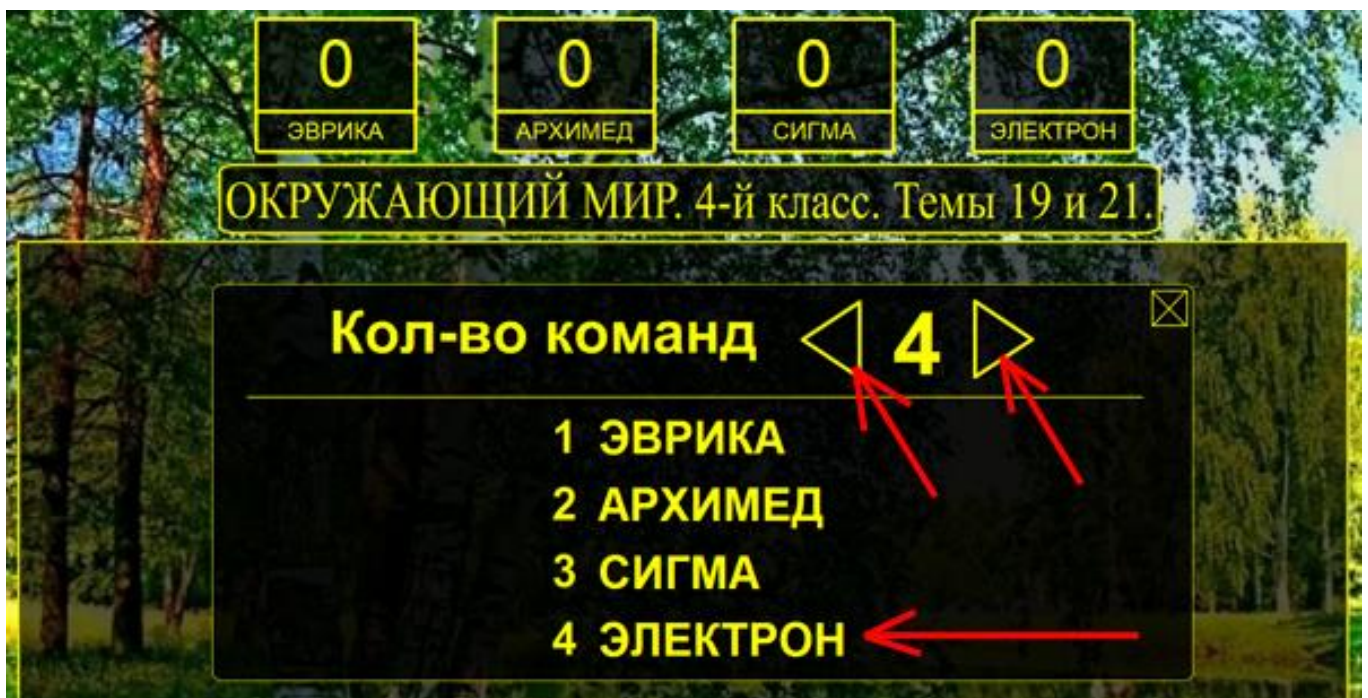 0 0 0 0
ЭВРИКА АРХИМЕД СИГМА ЭЛЕКТРОН
ОКРУЖАЮЩИЙ МИР. 4-й класс. Темы 19 и 21.
Кол-во команд 4
1 ЭВРИКА
2 АРХИМЕД
3 СИГМА
4 ЭЛЕКТРОН